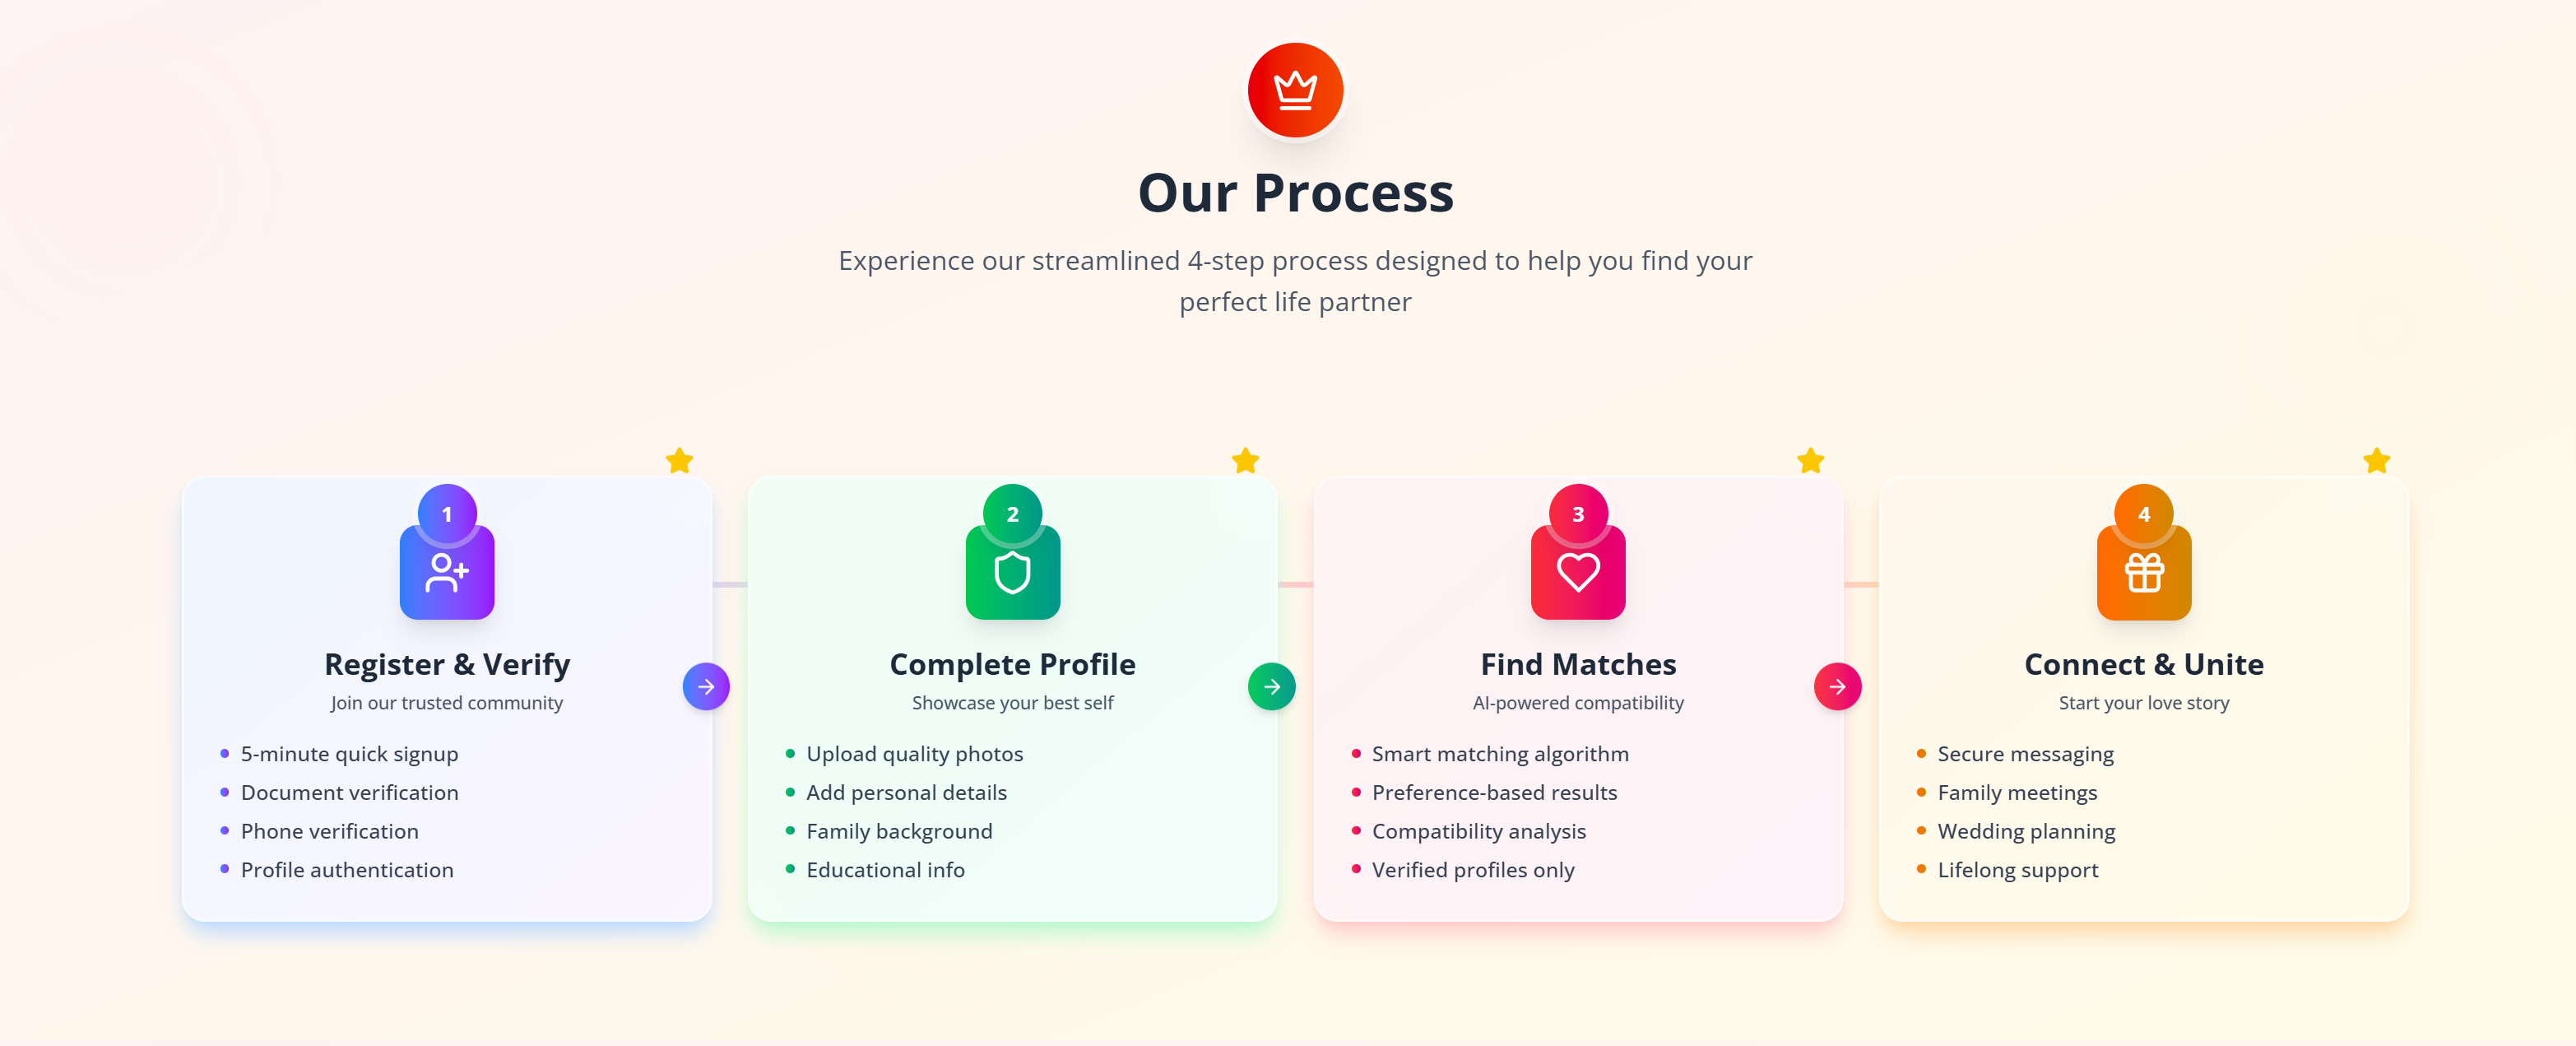 Our Process
Experience our streamlined 4-step process designed to help you find your
perfect life partner
1
Register & Verify
Join our trusted community
5-minute quick signup
Document verification
Phone verification
Profile authentication
2
Complete Profile
Showcase your best self
Upload quality photos
Add personal details
Family background
Educational info
3
Find Matches
AI-powered compatibility
Smart matching algorithm
Preference-based results
Compatibility analysis
Verified profiles only
4
Connect & Unite
Start your love story
Secure messaging
Family meetings
Wedding planning
Lifelong support